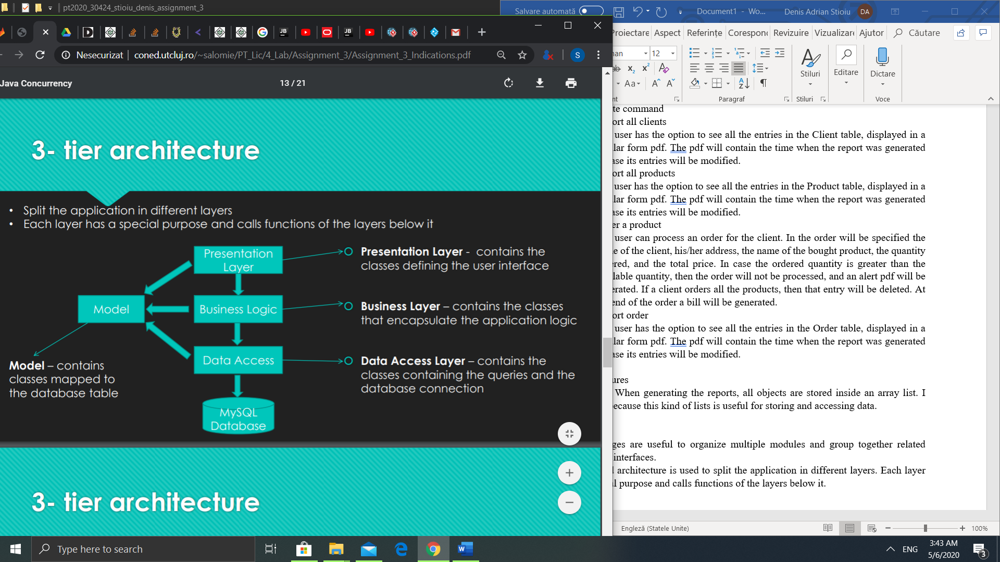 pt2020_30424_stioiu_denis_assignment_3
Salvare automată
Document1 - Wo...
Denis Adrian Stioiu
DA
Nesecurizat
coned.utcluj.ro/~salomie/PT_Lic/4_Lab/Assignment_3/Assignment_3_Indications.pdf
S
Java Concurrency
13 / 21
3- tier architecture
• Split the application in different layers
• Each layer has a special purpose and calls functions of the layers below it
Presentation
Layer
Model
Business Logic
Data Access
MySQL
Database
Presentation Layer - contains the
classes defining the user interface
Business Layer – contains the classes
that encapsulate the application logic
Data Access Layer – contains the
classes containing the queries and the
database connection
Model – contains
classes mapped to
the database table
3- tier architecture
Proiectare
Aspect
Referințe
Corespon
Revizuire
Vizualizar
Ajutor
Căutare
12
Stiluri
Editare
Dictare
Paragraf
Stiluri
Voce
te command
ort all clients
user has the option to see all the entries in the Client table, displayed in a
lar form pdf. The pdf will contain the time when the report was generated
ase its entries will be modified.
ort all products
user has the option to see all the entries in the Product table, displayed in a
lar form pdf. The pdf will contain the time when the report was generated
ase its entries will be modified.
er a product
user can process an order for the client. In the order will be specified the
e of the client, his/her address, the name of the bought product, the quantity
ered, and the total price. In case the ordered quantity is greater than the
lable quantity, then the order will not be processed, and an alert pdf will be
erated. If a client orders all the products, then that entry will be deleted. At
end of the order a bill will be generated.
ort order
user has the option to see all the entries in the Order table, displayed in a
lar form pdf. The pdf will contain the time when the report was generated
ase its entries will be modified.
ures
When generating the reports, all objects are stored inside an array list. I
because this kind of lists is useful for storing and accessing data.
ges are useful to organize multiple modules and group together related
interfaces.
architecture is used to split the application in different layers. Each layer
al purpose and calls functions of the layers below it.
Engleză (Statele Unite)
100%
Type here to search
ENG
3:43 AM
5/6/2020
3